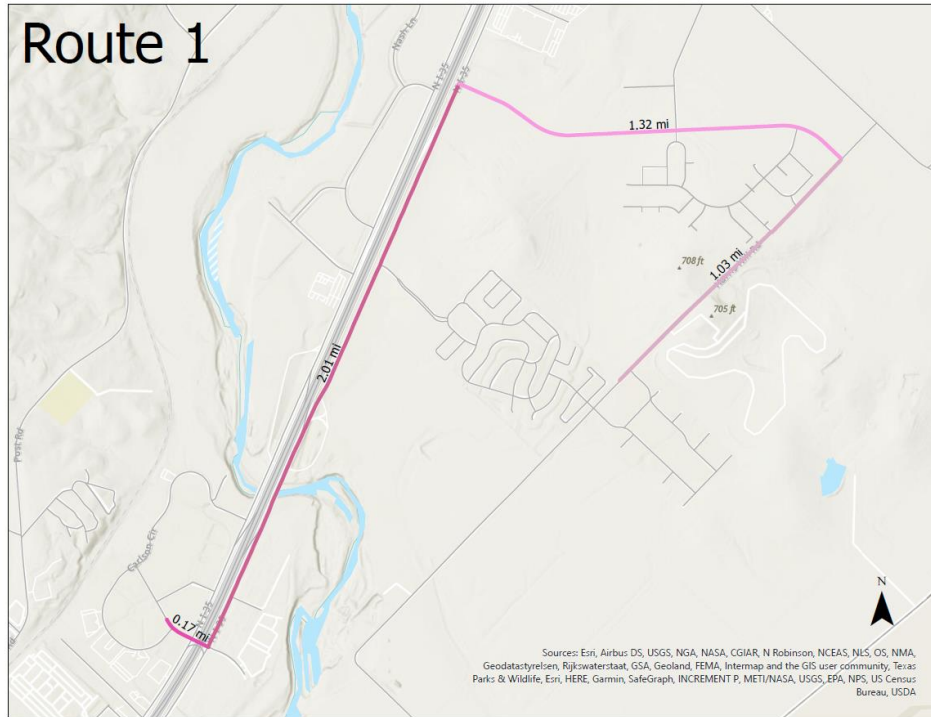 Route 1
Nash Ln
N I-35
N I-35
1.32 mi
708 ft
1.03 mi
705 ft
2.01 mi
Post Rd
Carlson Cir
N I-35
N I-35
0.17 mi
Rd
N
Sources: Esri, Airbus DS, USGS, NGA, NASA, CGIAR, N Robinson, NCEAS, NLS, OS, NMA,
Geodatastyrelsen, Rijkswaterstaat, GSA, Geoland, FEMA, Intermap and the GIS user community, Texas
Parks & Wildlife, Esri, HERE, Garmin, SafeGraph, INCREMENT P, METI/NASA, USGS, EPA, NPS, US Census
Bureau, USDA